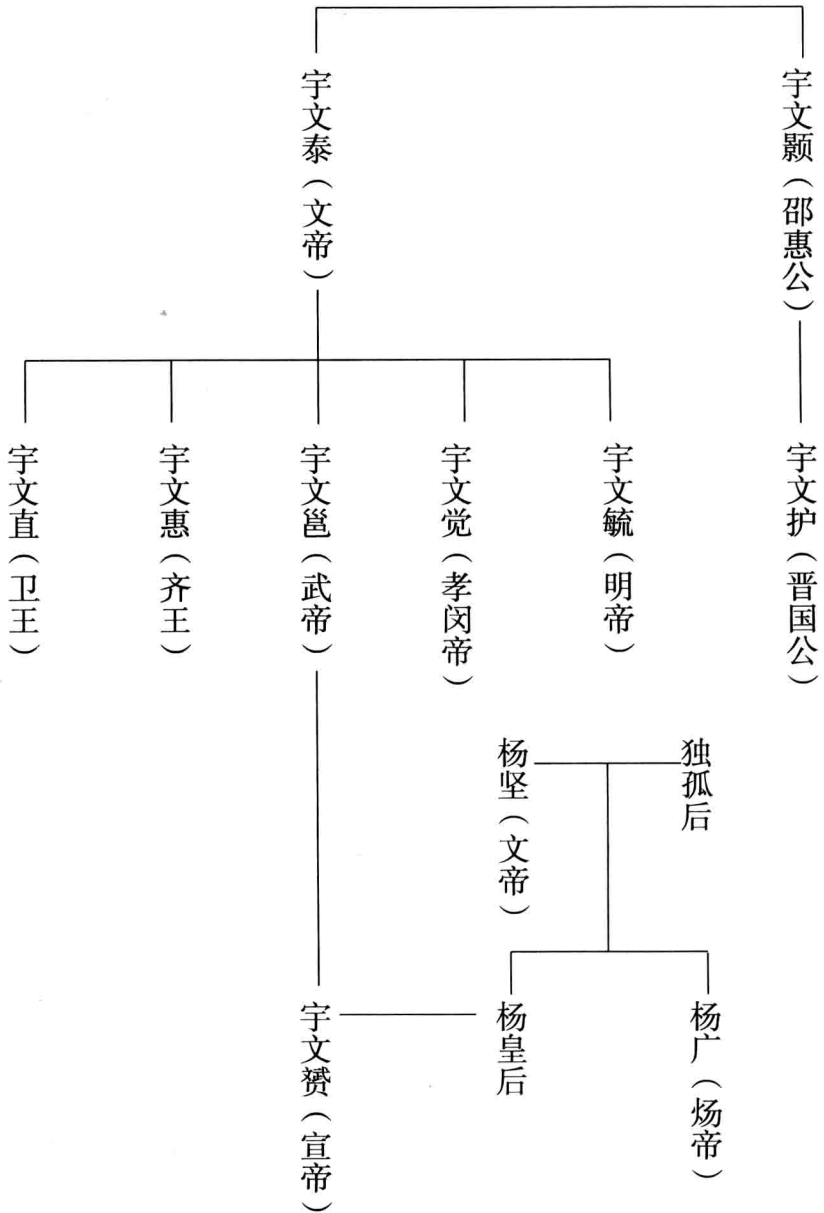 宇文颢（邵惠公）
宇文泰（文帝）
宇文护（晋国公）
宇文毓（明帝）
宇文觉（孝闵帝）
宇文邕（武帝）
宇文惠（齐王）
宇文直（卫王）
独孤后
杨坚（文帝）
杨广（炀帝）
杨皇后
宇文赟（宣帝）